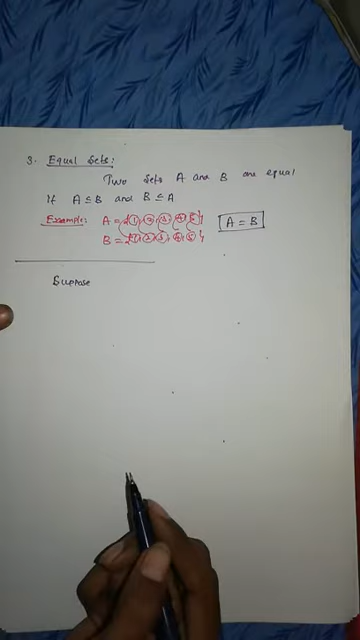 3. Equal Sets:
Two Sets A and B are equal
If A ⊆ B and B ⊆ A
Example: A = {1, 2, 3, 4, 5} A = B
B = {1, 2, 3, 4, 5}
Suppose